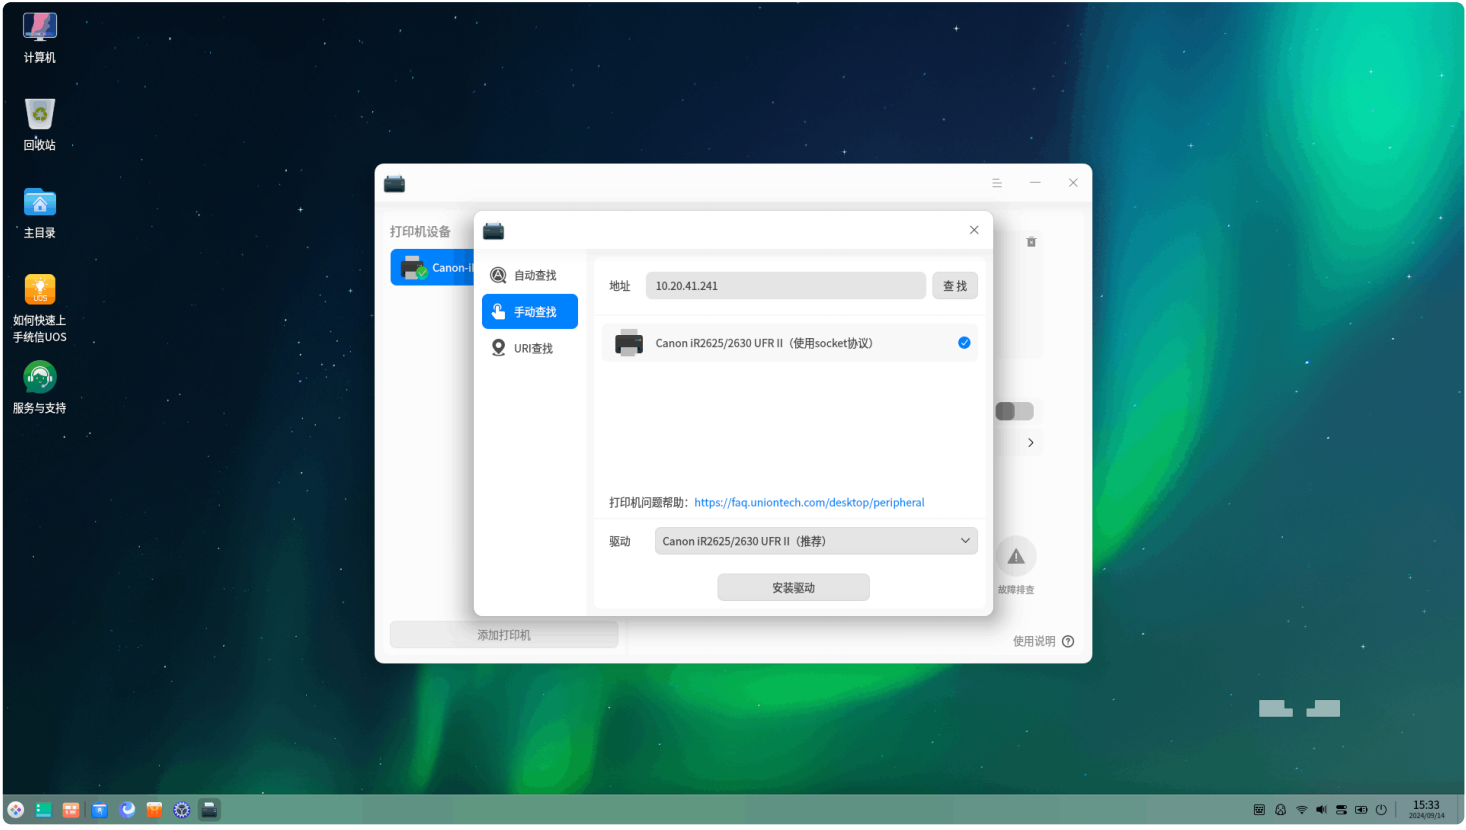 计算机
回收站
主目录
UOS
如何快速上
手统信UOS
服务与支持
打印机设备
Canon-iR
自动查找
手动查找
URI查找
地址
10.20.41.241
查 找
Canon iR2625/2630 UFR II（使用socket协议）
打印机问题帮助：https://faq.uniontech.com/desktop/peripheral
驱动
Canon iR2625/2630 UFR II（推荐）
安装驱动
故障排查
添加打印机
使用说明
15:33
2024/09/14